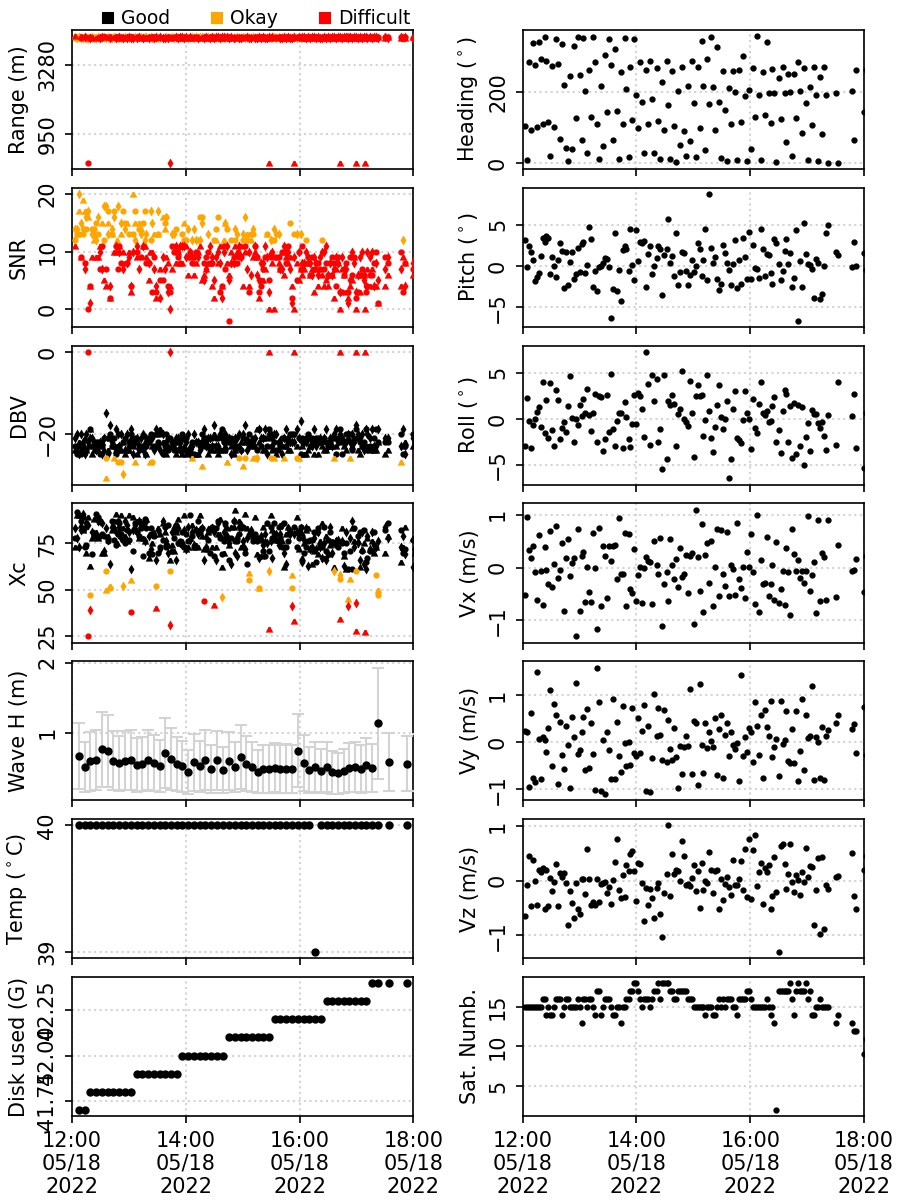 Good Okay Difficult
Range (m)
3280
950
Heading (°)
200
0
SNR
20
10
0
Pitch (°)
5
0
−5
DBV
0
−20
Roll (°)
5
0
−5
Xc
75
50
25
Vx (m/s)
1
0
−1
Wave H (m)
2
1
Vy (m/s)
1
0
−1
Temp (°C)
40
39
Vz (m/s)
1
0
−1
Disk used (G)
42.25
42.00
41.75
Sat. Numb.
15
10
5
12:00 14:00 16:00 18:00
05/18 05/18 05/18 05/18
2022 2022 2022 2022
12:00 14:00 16:00 18:00
05/18 05/18 05/18 05/18
2022 2022 2022 2022